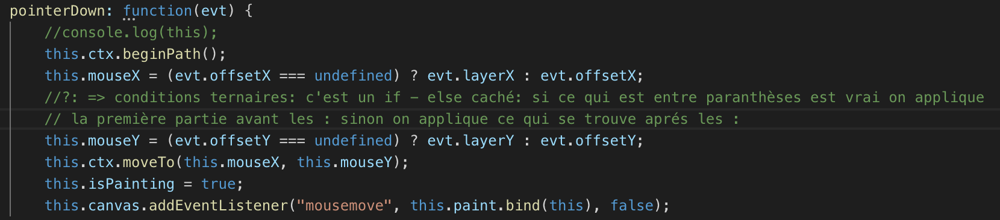 pointerDown: function(evt) {
//console.log(this);
this.ctx.beginPath();
this.mouseX = (evt.offsetX === undefined) ? evt.layerX : evt.offsetX;
//?: => conditions ternaires: c'est un if - else caché: si ce qui est entre paranthèses est vrai on applique
// la première partie avant les : sinon on applique ce qui se trouve aprés les :
this.mouseY = (evt.offsetY === undefined) ? evt.layerY : evt.offsetY;
this.ctx.moveTo(this.mouseX, this.mouseY);
this.isPainting = true;
this.canvas.addEventListener("mousemove", this.paint.bind(this), false);